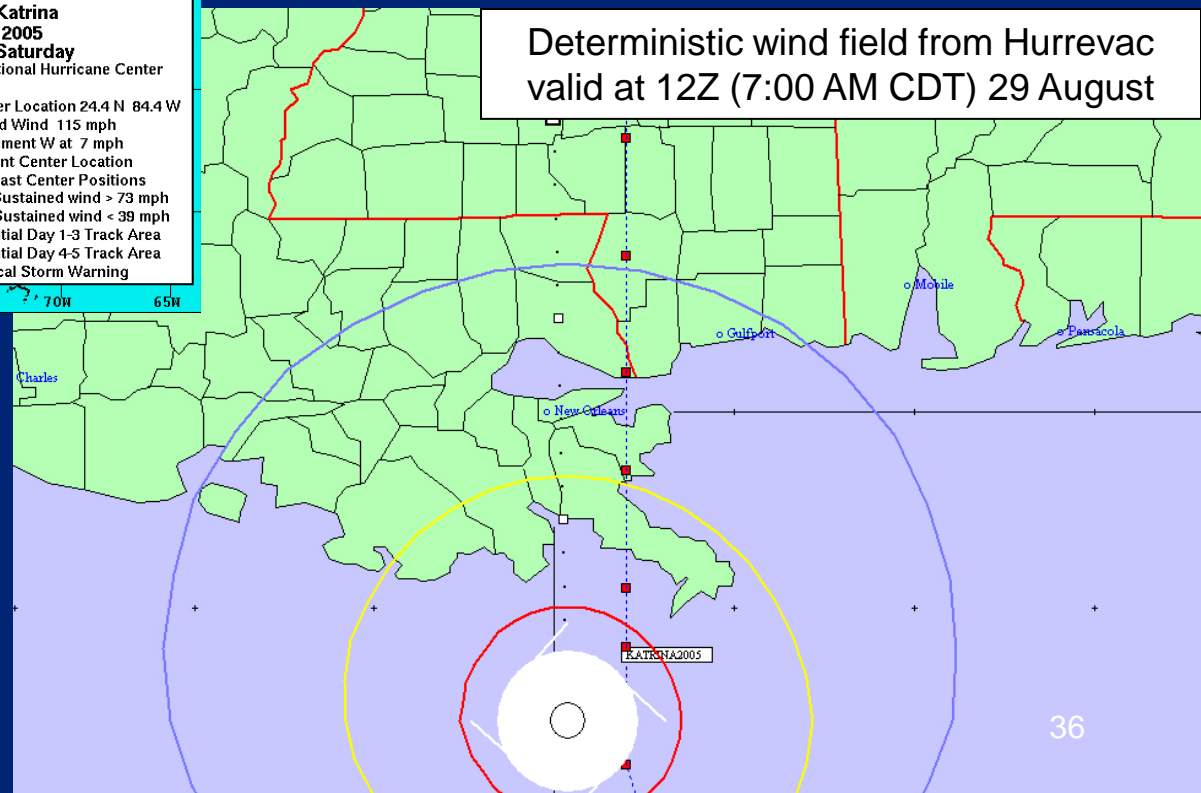 Katrina
2005
Saturday
tional Hurricane Center
er Location 24.4 N 84.4 W
d Wind 115 mph
ment W at 7 mph
nt Center Location
ast Center Positions
Sustained wind > 73 mph
Sustained wind < 39 mph
tial Day 1-3 Track Area
tial Day 4-5 Track Area
cal Storm Warning
70W 65W
Deterministic wind field from Hurrevac
valid at 12Z (7:00 AM CDT) 29 August
Mobile
Gulfport
Pensacola
Charles
New Orleans
KATRINA2005
36